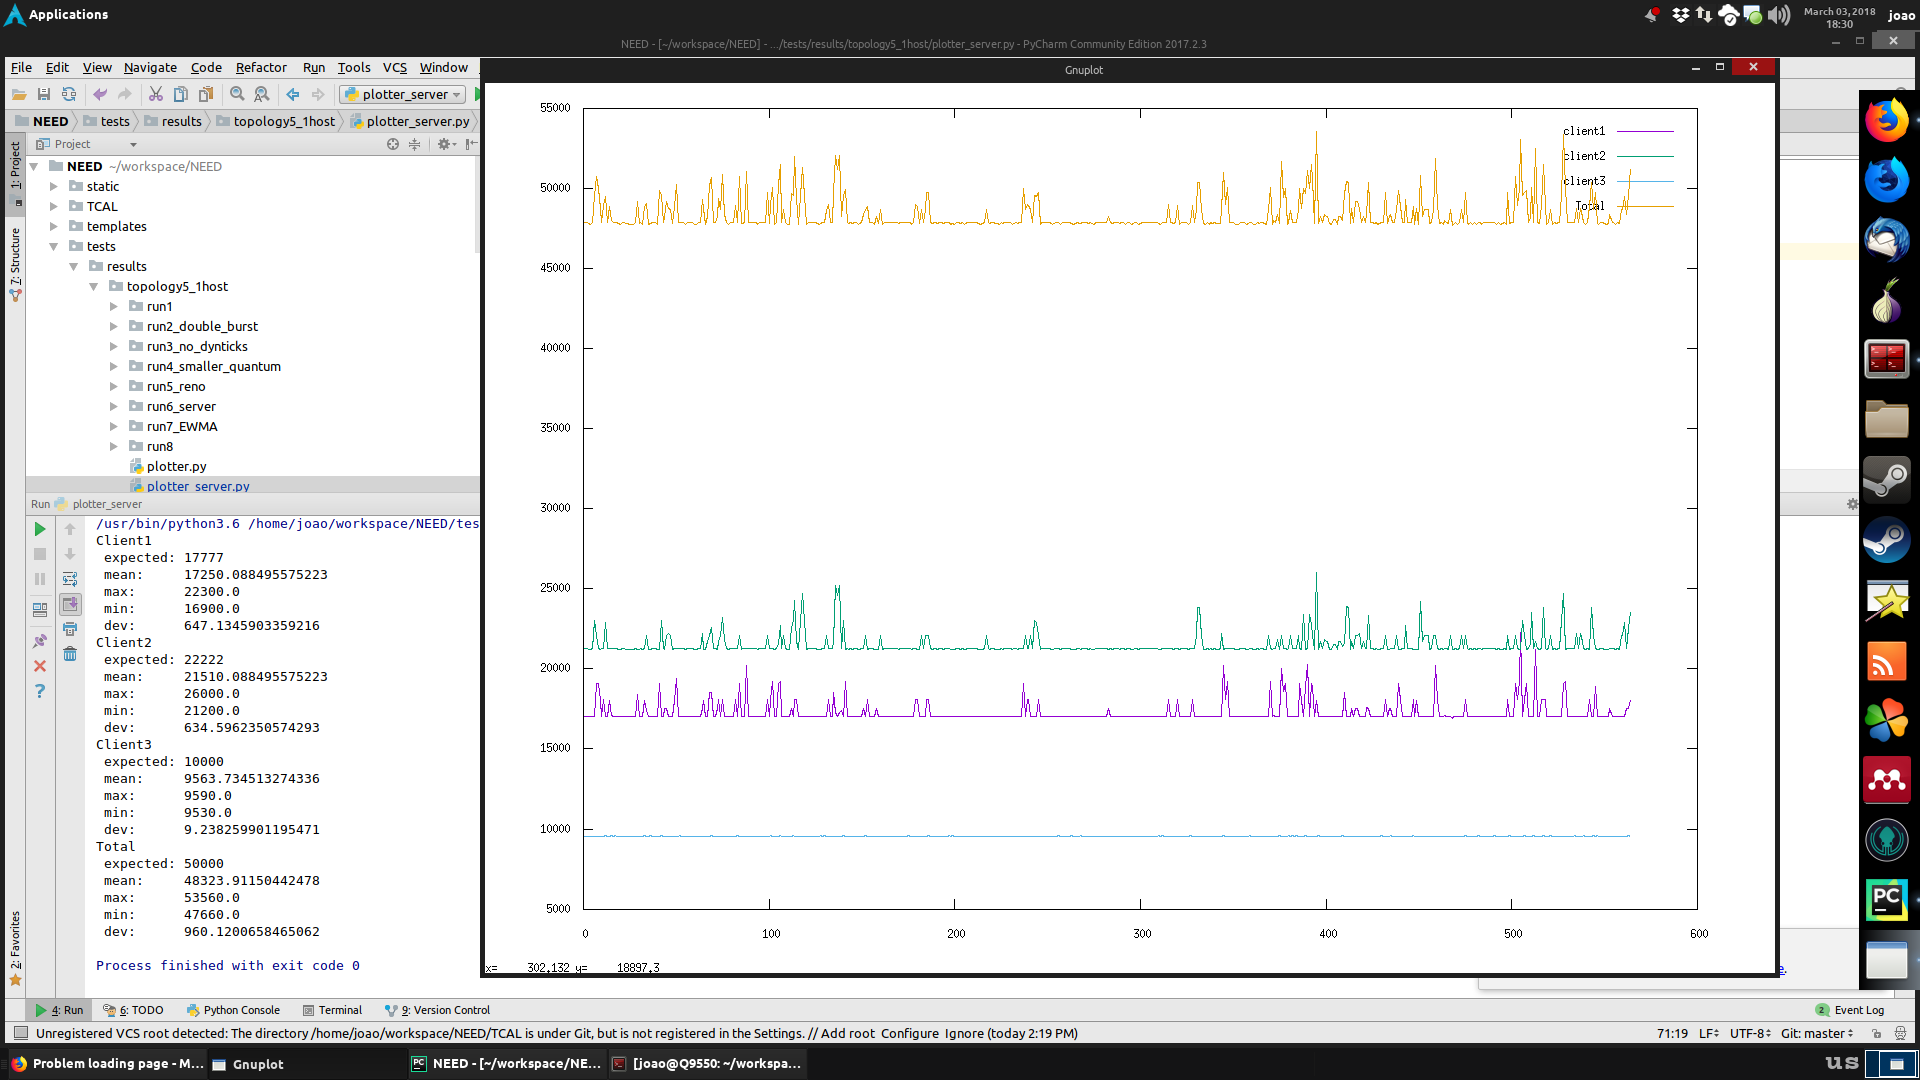 Applications
March 03, 2018
18:30
joao
NEED - [~/workspace/NEED] - .../tests/results/topology5_1host/plotter_server.py - PyCharm Community Edition 2017.2.3
File Edit View Navigate Code Refactor Run Tools VCS Window
Gnuplot
plotter_server
NEED tests results topology5_1host plotter_server.py
1: Project
7: Structure
2: Favorites
Project
NEED ~/workspace/NEED
static
TCAL
templates
tests
results
topology5_1host
run1
run2_double_burst
run3_no_dynticks
run4_smaller_quantum
run5_reno
run6_server
run7_EWMA
run8
plotter.py
plotter_server.py
Run plotter_server
/usr/bin/python3.6 /home/joao/workspace/NEED/tes
Client1
expected: 17777
mean: 17250.088495575223
max: 22300.0
min: 16900.0
dev: 647.1345903359216
Client2
expected: 22222
mean: 21510.088495575223
max: 26000.0
min: 21200.0
dev: 634.5962350574293
Client3
expected: 10000
mean: 9563.734513274336
max: 9590.0
min: 9530.0
dev: 9.238259901195471
Total
expected: 50000
mean: 48323.91150442478
max: 53560.0
min: 47660.0
dev: 960.1200658465062
Process finished with exit code 0
55000
50000
45000
40000
35000
30000
25000
20000
15000
10000
5000
0 100 200 300 400 500 600
client1
client2
client3
Total
x= 302,132 y= 18897,3
e.
4: Run 6: TODO Python Console Terminal 9: Version Control
2 Event Log
Unregistered VCS root detected: The directory /home/joao/workspace/NEED/TCAL is under Git, but is not registered in the Settings. // Add root Configure Ignore (today 2:19 PM)
71:19 LF UTF-8 Git: master
PC
Problem loading page - M...
Gnuplot
PC
NEED - [~/workspace/NE...
[joao@Q9550: ~/workspa...
us